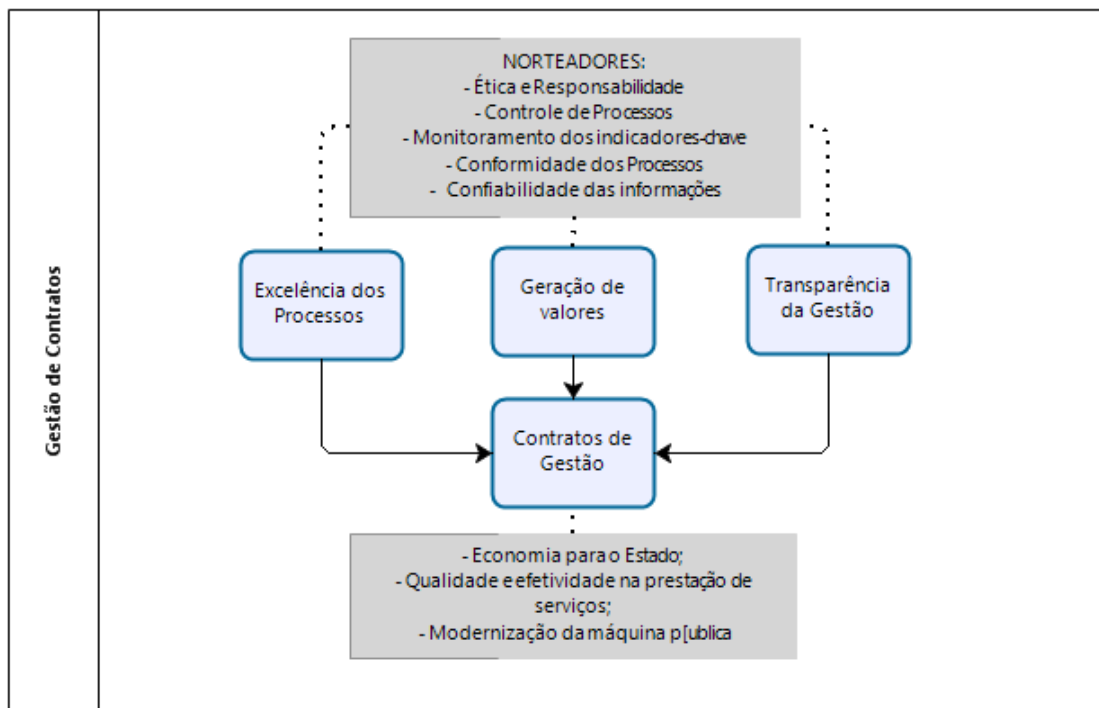 Gestão de Contratos
NORTEADORES:
- Ética e Responsabilidade
- Controle de Processos
- Monitoramento dos indicadores-chave
- Conformidade dos Processos
- Confiabilidade das informações
Excelência dos
Processos
Geração de
valores
Transparência
da Gestão
Contratos de
Gestão
- Economia para o Estado;
- Qualidade e efetividade na prestação de
serviços;
- Modernização da máquina p[ublica